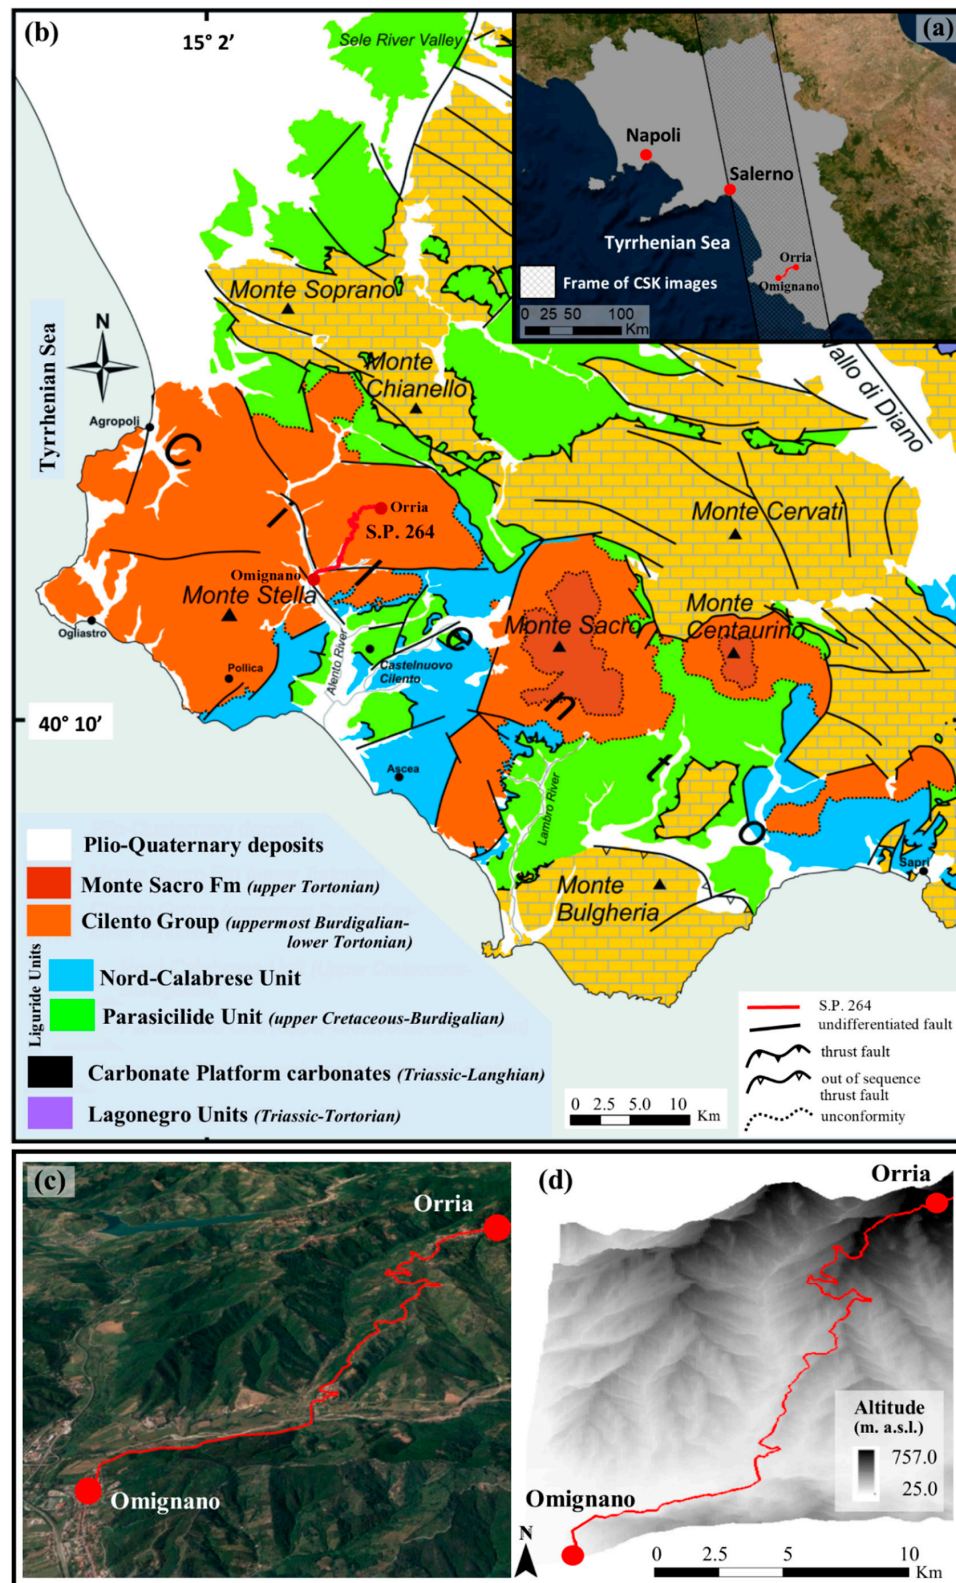 (b)
15° 2'
Sele River Valley
(a)
Napoli
Salerno
Tyrrhenian Sea
Orria
Omignano
Frame of CSK images
0 25 50 100
Km
Monte Soprano
Monte
Chianello
Vallo di Diano
N
Tyrrhenian Sea
Agropoli
C
i
l
e
n
t
o
Orria
S.P. 264
Monte Cervati
Omignano
Monte Stella
Monte Sacro
Monte
Centaurino
Ogliastro
Pollica
Alento River
Castelnuovo
Cilento
40° 10'
Ascea
Lambro River
Sapri
Monte
Bulgheria
Plio-Quaternary deposits
Monte Sacro Fm (upper Tortonian)
Cilento Group (uppermost Burdigalian-
lower Tortonian)
Liguride Units
Nord-Calabrese Unit
Parasicilide Unit (upper Cretaceous-Burdigalian)
Carbonate Platform carbonates (Triassic-Langhian)
Lagonegro Units (Triassic-Tortorian)
0 2.5 5 10
Km
S.P. 264
undifferentiated fault
thrust fault
out of sequence
thrust fault
unconformity
(c)
Orria
Omignano
(d)
Orria
Altitude
(m. a.s.l.)
757.0
25.0
Omignano
N
0 2.5 5 10
Km